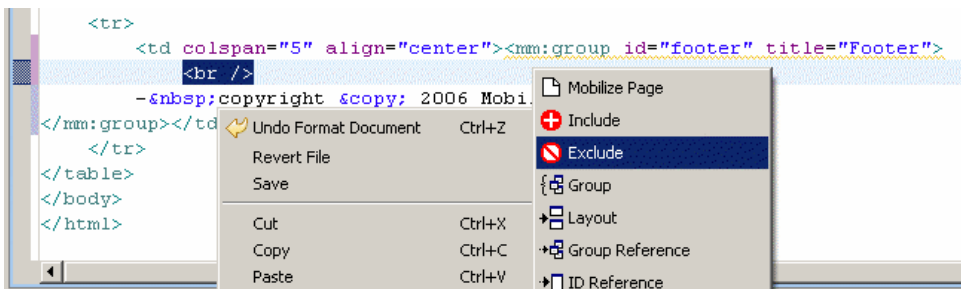 <tr>
<td colspan="5" align="center"><mm:group id="footer" title="Footer">
<br />
-&nbsp;copyright &copy; 2006 Mobi
</mm:group></td
</tr>
</table>
</body>
</html>
Undo Format Document Ctrl+Z
Revert File
Save
Cut Ctrl+X
Copy Ctrl+C
Paste Ctrl+V
Mobilize Page
Include
Exclude
Group
Layout
Group Reference
ID Reference